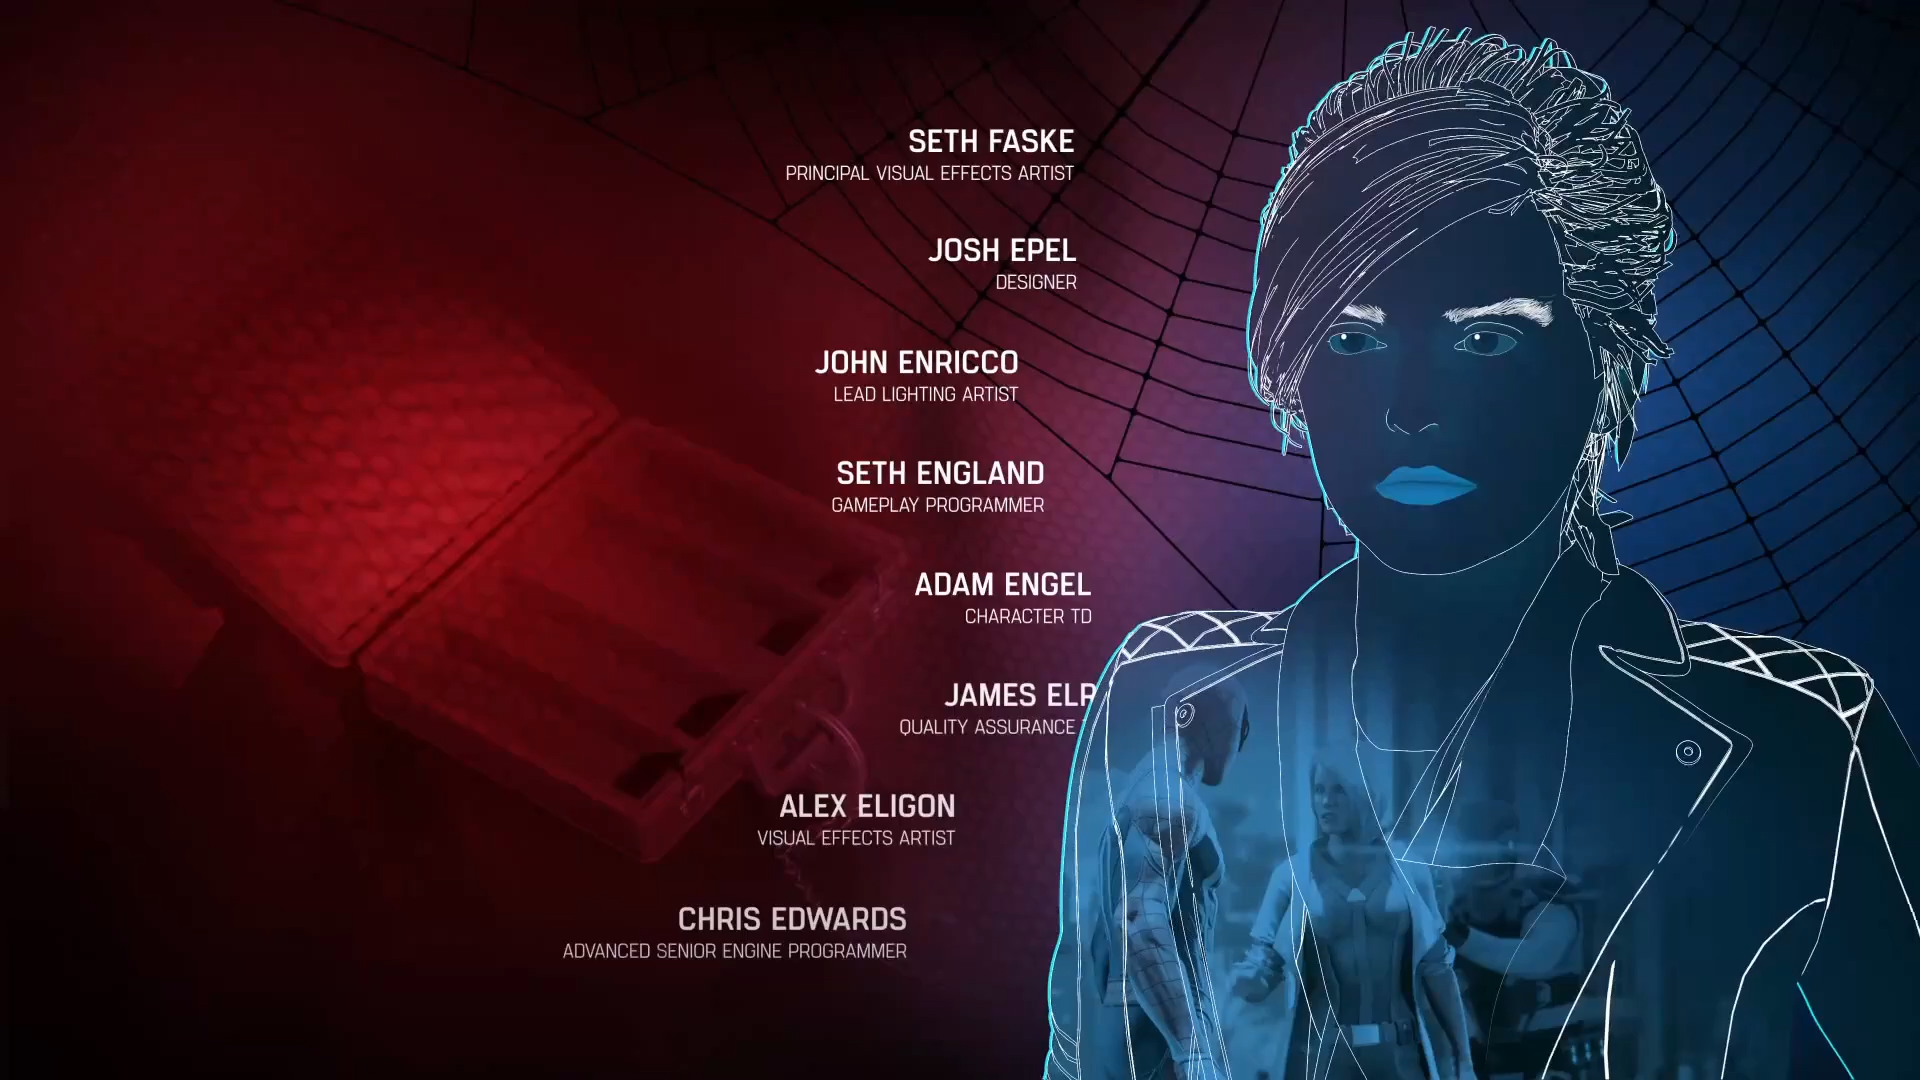 SETH FASKE
PRINCIPAL VISUAL EFFECTS ARTIST
JOSH EPEL
DESIGNER
JOHN ENRICCO
LEAD LIGHTING ARTIST
SETH ENGLAND
GAMEPLAY PROGRAMMER
ADAM ENGEL
CHARACTER TD
JAMES
QUALITY ASSURANCE
ALEX ELIGON
VISUAL EFFECTS ARTIST
CHRIS EDWARDS
ADVANCED SENIOR ENGINE PROGRAMMER